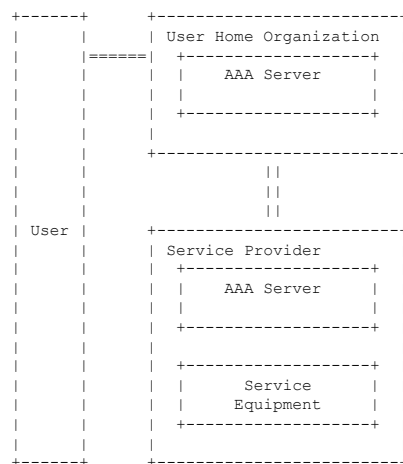 User Home Organization
AAA Server
User
Service Provider
AAA Server
Service
Equipment